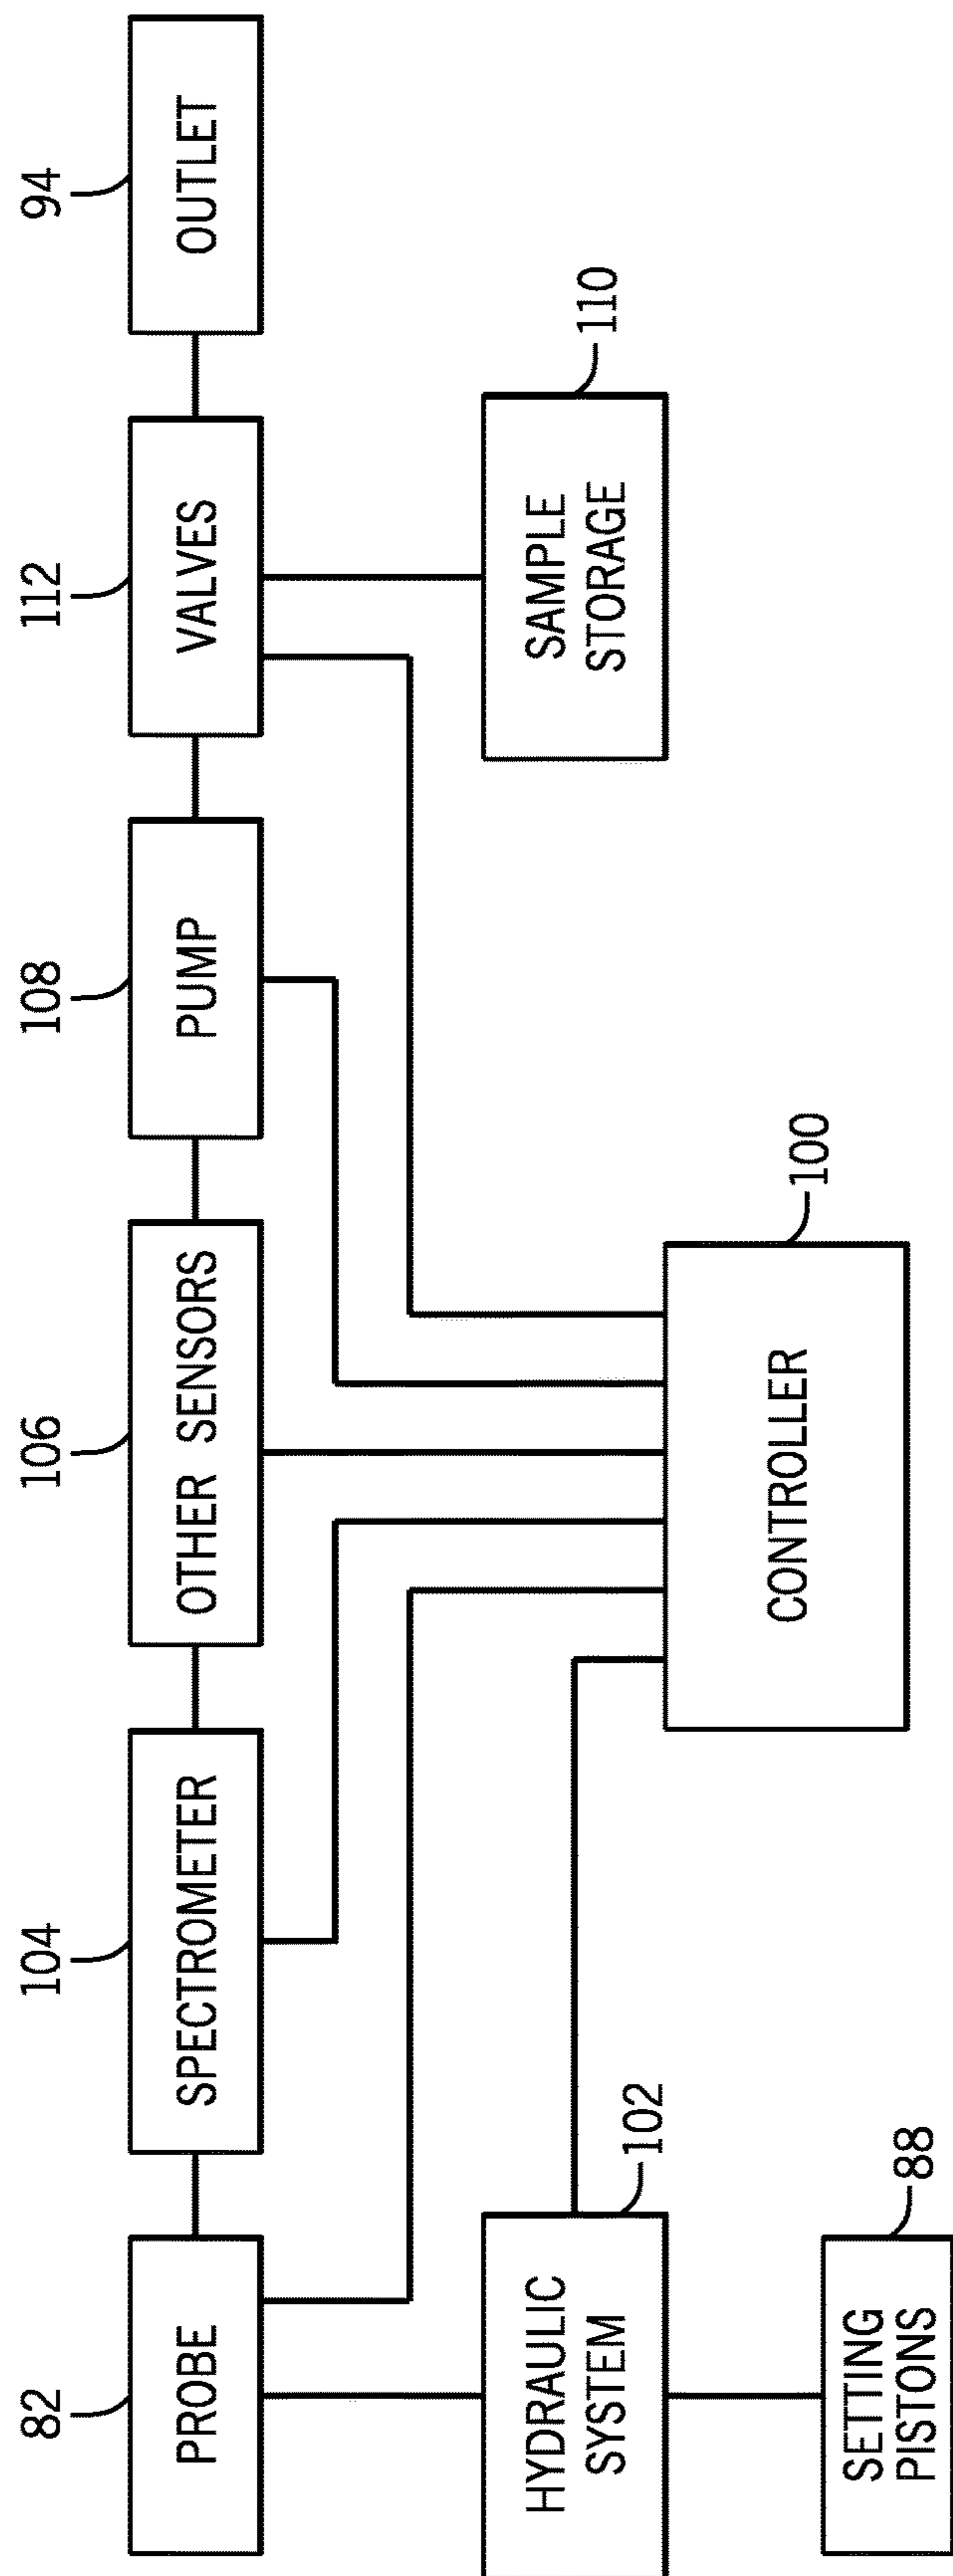 82
PROBE
104
SPECTROMETER
106
OTHER SENSORS
108
PUMP
112
VALVES
94
OUTLET
102
HYDRAULIC
SYSTEM
110
SAMPLE
STORAGE
100
CONTROLLER
88
SETTING
PISTONS